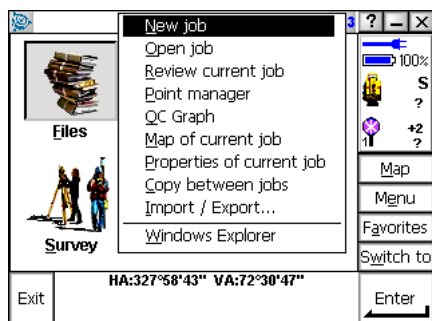 3 ? – X
New job
Open job
Review current job
Point manager
QC Graph
Map of current job
Properties of current job
Copy between jobs
Import / Export...
Windows Explorer
Files
Survey
100%
S
?
+2
1 ?
Map
Menu
Favorites
Switch to
HA:327°58'43" VA:72°30'47"
Exit
Enter